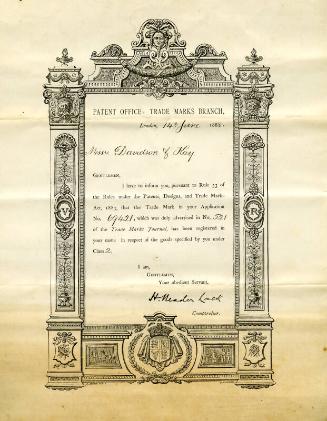 PATENT OFFICE: TRADE MARKS BRANCH,
London, 14th June 1888.
Messrs Davidson & Kay
GENTLEMEN,
I have to inform you, pursuant to Rule 33 of
the Rules under the Patents, Designs, and Trade Marks
Act, 1883, that the Trade Mark in your Application
No. 69421, which was duly advertised in No. 521
of the Trade Marks Journal, has been registered in
your name in respect of the goods specified by you under
Class 2.
I am,
GENTLEMEN,
Your obedient Servant,
H. Reader Lack
Comptroller.
V
R